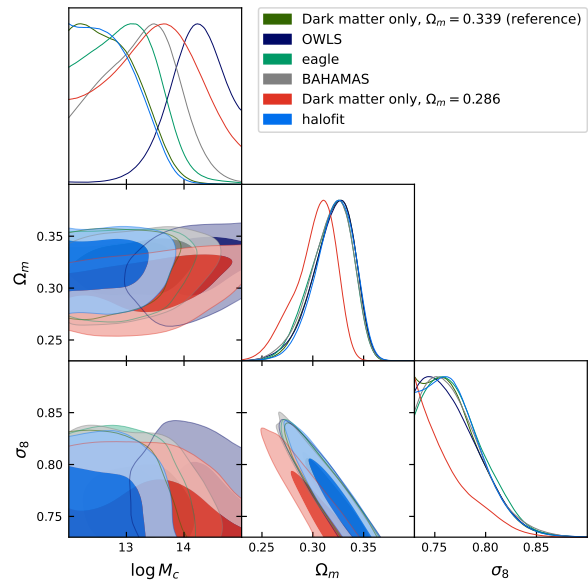 Dark matter only, Ωm = 0.339 (reference)
OWLS
eagle
BAHAMAS
Dark matter only, Ωm = 0.286
halofit
0.35
Ωm
0.30
0.25
0.85
σ8
0.80
0.75
13 14 0.25 0.30 0.35 0.75 0.80 0.85
log Mc Ωm σ8